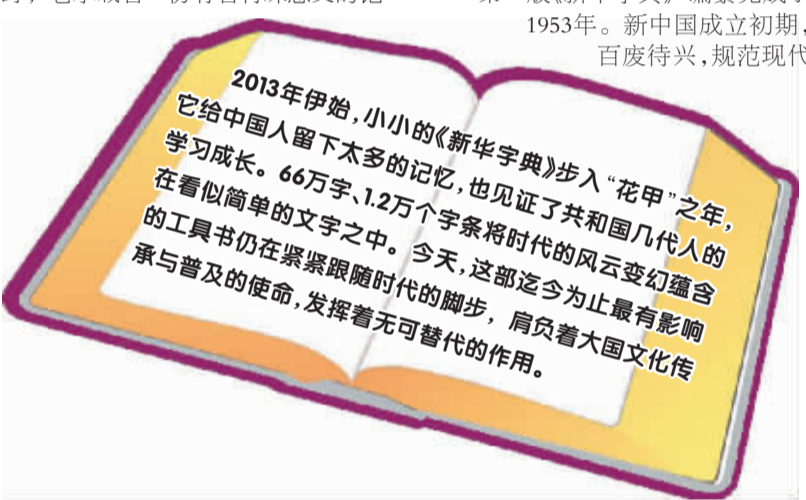 1953年。新中国成立初期，
百废待兴，规范现代
2013年伊始，小小的《新华字典》步入“花甲”之年，
它给中国人留下太多的记忆，也见证了共和国几代人的
学习成长。66万字、1.2万个字条将时代的风云变幻蕴含
在看似简单的文字之中。今天，这部迄今为止最有影响
的工具书仍在紧紧跟随时代的脚步，肩负着大国文化传
承与普及的使命，发挥着无可替代的作用。